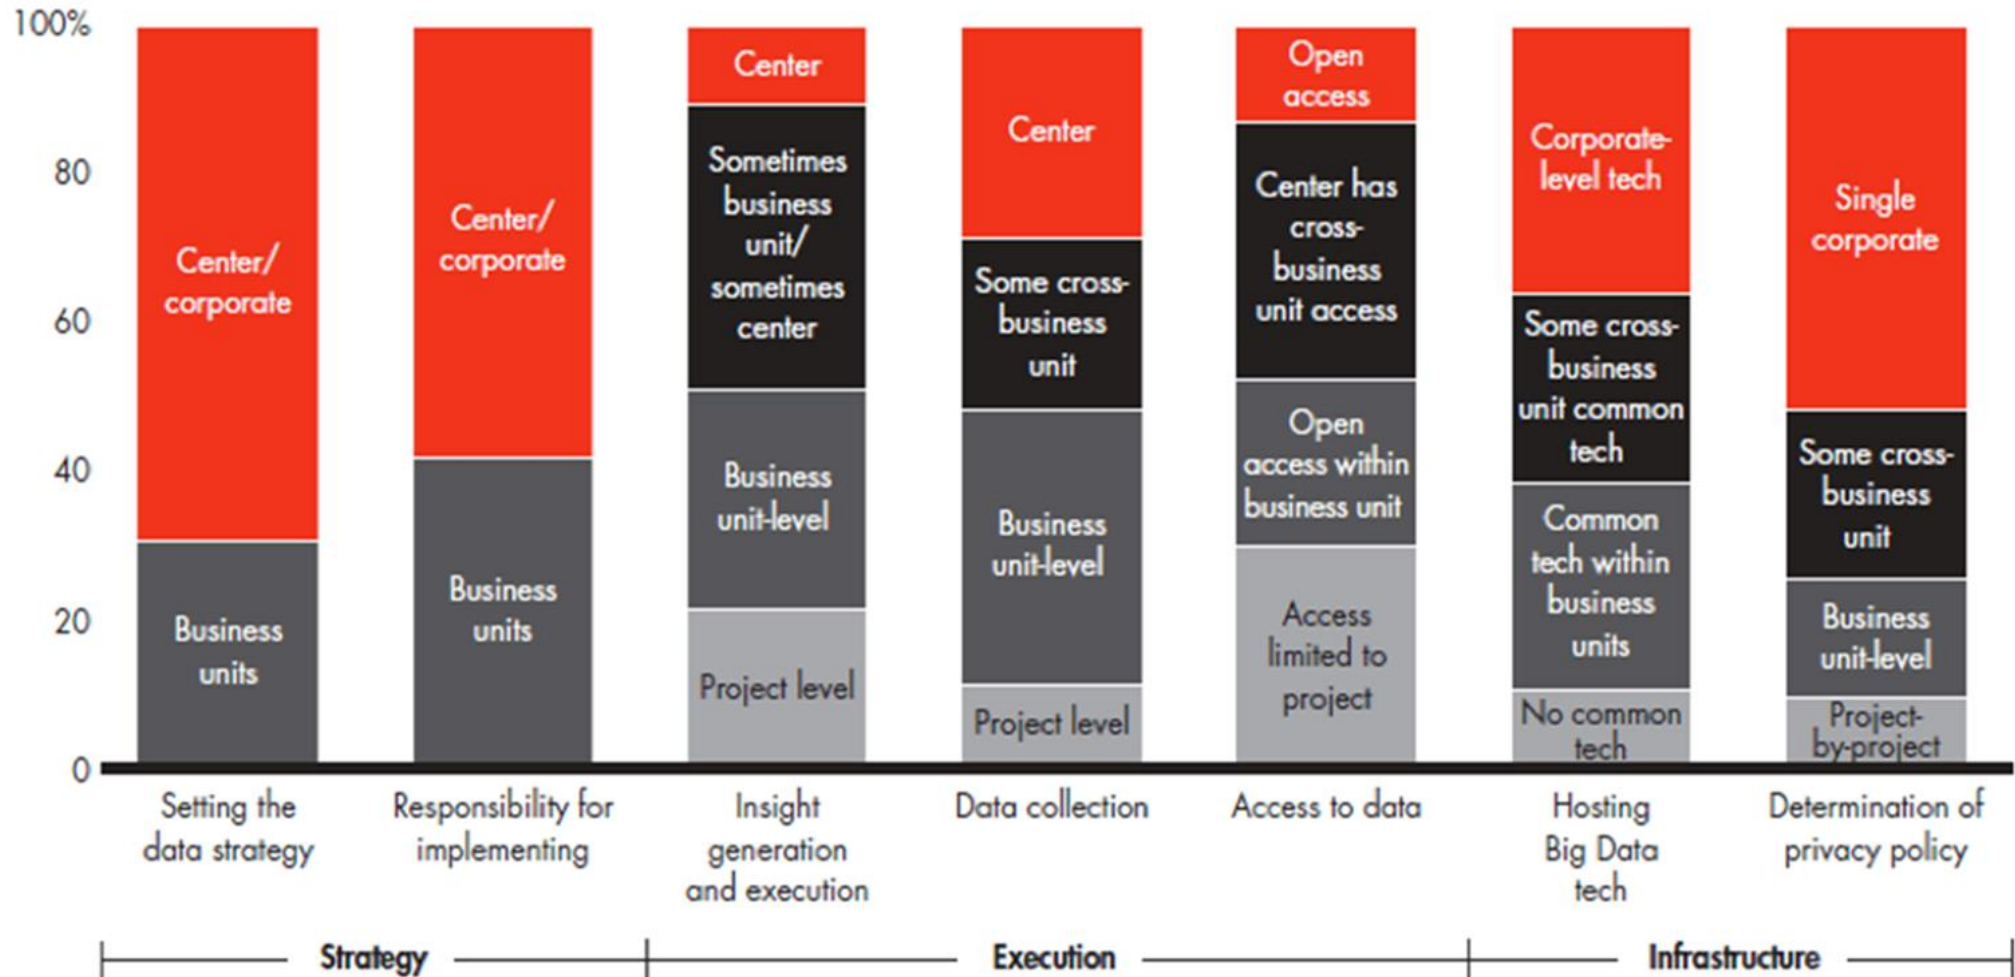 100%
80
60
40
20
0
Center/
corporate
Business
units
Center/
corporate
Business
units
Center
Sometimes
business
unit/
sometimes
center
Business
unit-level
Project level
Center
Some cross-
business
unit
Business
unit-level
Project level
Open
access
Center has
cross-
business
unit access
Open
access within
business unit
Access
limited to
project
Corporate-
level tech
Some cross-
business
unit common
tech
Common
tech within
business
units
No common
tech
Single
corporate
Some cross-
business
unit
Business
unit-level
Project-
by-project
Setting the
data strategy
Responsibility for
implementing
Insight
generation
and execution
Data collection
Access to data
Hosting
Big Data
tech
Determination of
privacy policy
Strategy
Execution
Infrastructure